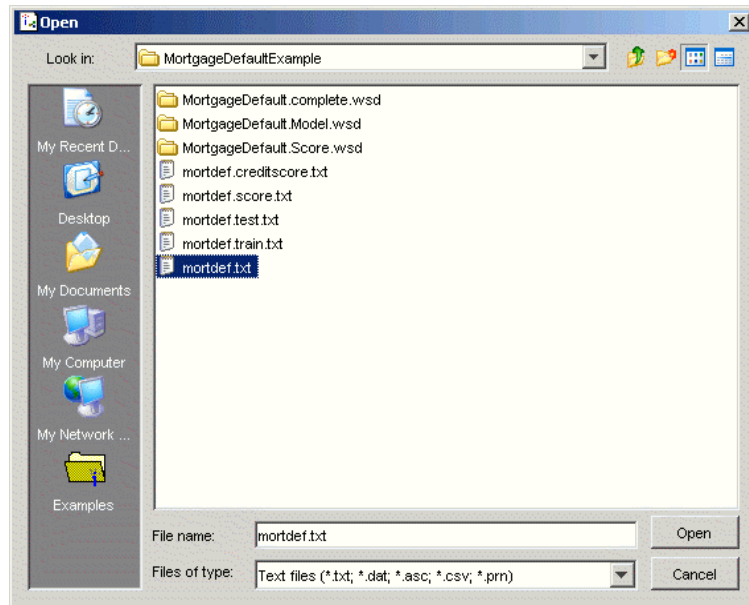 Open
Look in:
MortgageDefaultExample
My Recent D...
Desktop
My Documents
My Computer
My Network ...
Examples
MortgageDefault.complete.wsd
MortgageDefault.Model.wsd
MortgageDefault.Score.wsd
mortdef.creditscore.txt
mortdef.score.txt
mortdef.test.txt
mortdef.train.txt
mortdef.txt
File name:
mortdef.txt
Open
Files of type:
Text files (*.txt; *.dat; *.asc; *.csv; *.prn)
Cancel